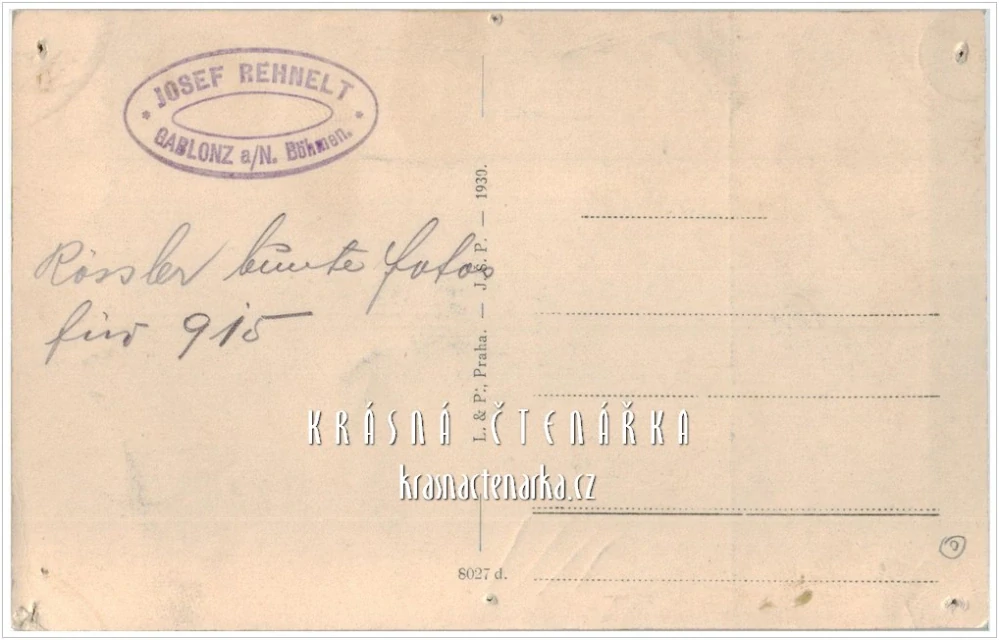 JOSEF REHNELT
* *
GABLONZ a/N. Böhmen.
Rössler bunte fotos
für 915
L. & P., Praha. — J. Š. P. — 1930.
KRÁSNÁ ČTENÁŘKA
krasnactenarka.cz
8027 d.